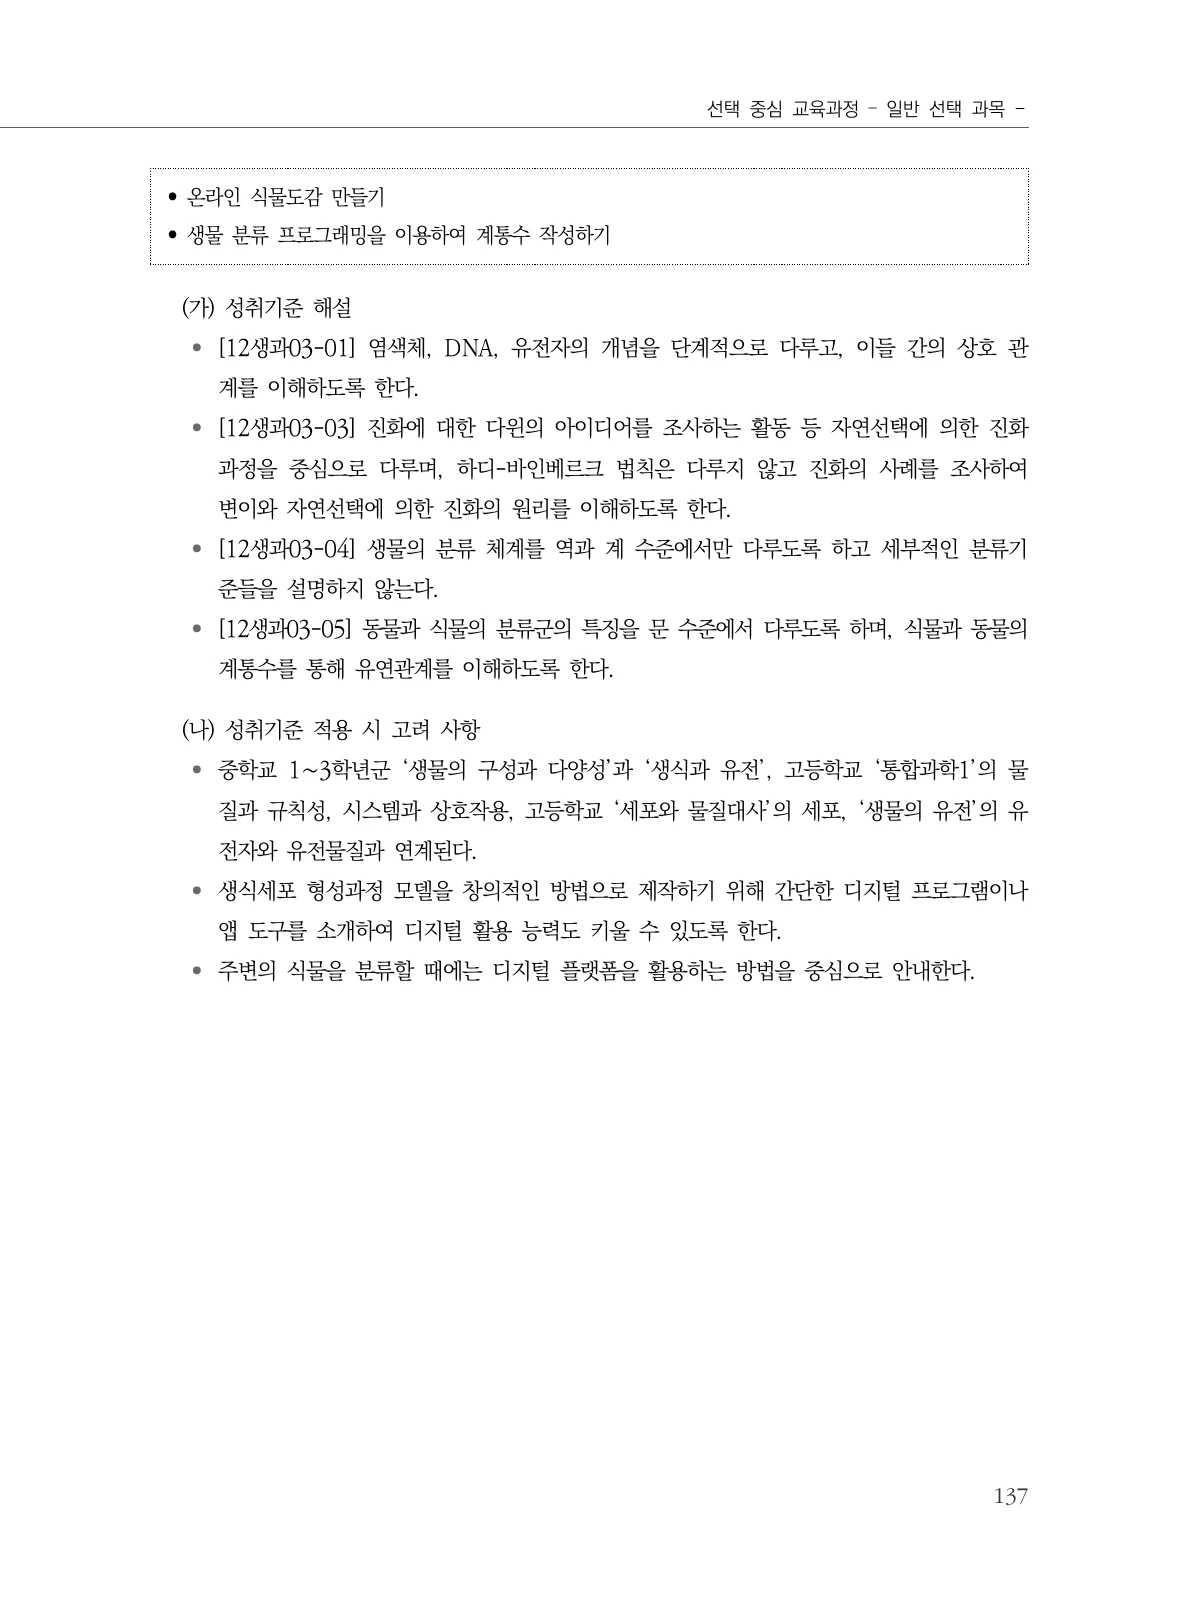 선택 중심 교육과정 - 일반 선택 과목 -
• 온라인 식물도감 만들기
• 생물 분류 프로그래밍을 이용하여 계통수 작성하기
(가) 성취기준 해설
• [12생과03-01] 염색체, DNA, 유전자의 개념을 단계적으로 다루고, 이들 간의 상호 관
계를 이해하도록 한다.
• [12생과03-03] 진화에 대한 다윈의 아이디어를 조사하는 활동 등 자연선택에 의한 진화
과정을 중심으로 다루며, 하디-바인베르크 법칙은 다루지 않고 진화의 사례를 조사하여
변이와 자연선택에 의한 진화의 원리를 이해하도록 한다.
• [12생과03-04] 생물의 분류 체계를 역과 계 수준에서만 다루도록 하고 세부적인 분류기
준들을 설명하지 않는다.
• [12생과03-05] 동물과 식물의 분류군의 특징을 문 수준에서 다루도록 하며, 식물과 동물의
계통수를 통해 유연관계를 이해하도록 한다.
(나) 성취기준 적용 시 고려 사항
• 중학교 1~3학년군 ‘생물의 구성과 다양성’과 ‘생식과 유전’, 고등학교 ‘통합과학1’의 물
질과 규칙성, 시스템과 상호작용, 고등학교 ‘세포와 물질대사’의 세포, ‘생물의 유전’의 유
전자와 유전물질과 연계된다.
• 생식세포 형성과정 모델을 창의적인 방법으로 제작하기 위해 간단한 디지털 프로그램이나
앱 도구를 소개하여 디지털 활용 능력도 키울 수 있도록 한다.
• 주변의 식물을 분류할 때에는 디지털 플랫폼을 활용하는 방법을 중심으로 안내한다.
137